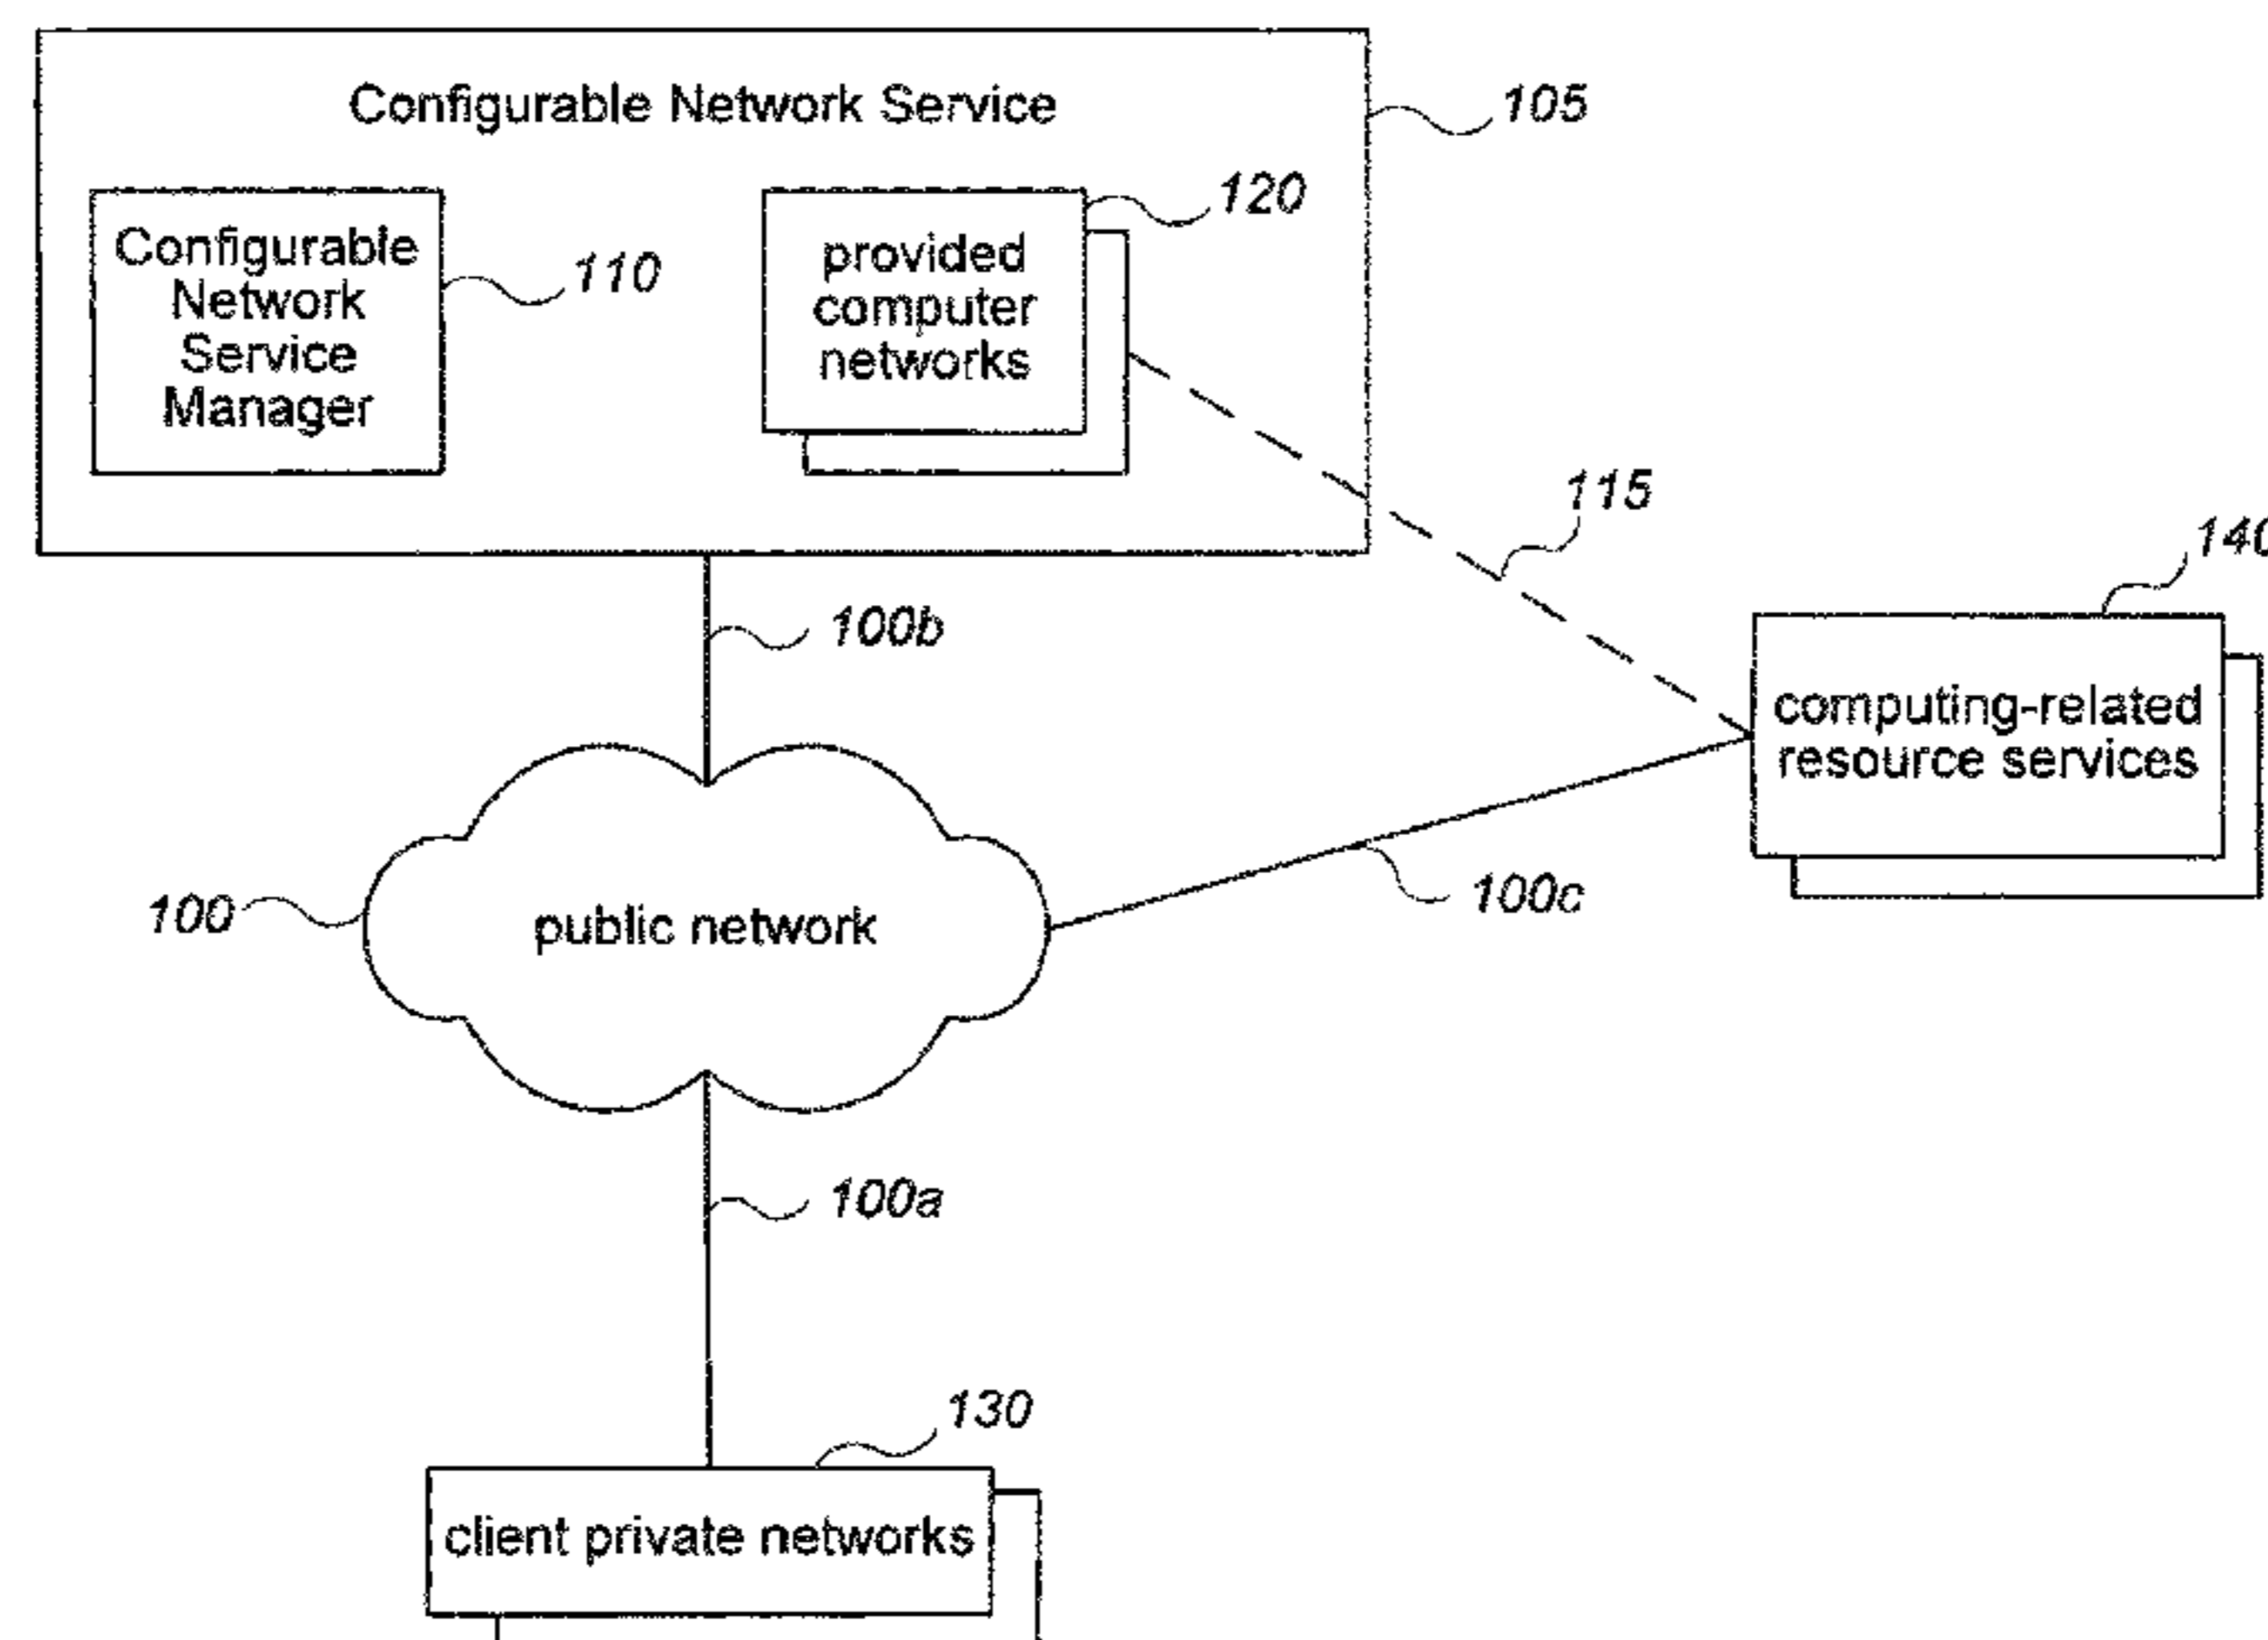 Configurable Network Service
105
Configurable
Network
Service
Manager
110
provided
computer
networks
120
115
140
computing-related
resource services
100b
100
public network
100c
100a
130
client private networks